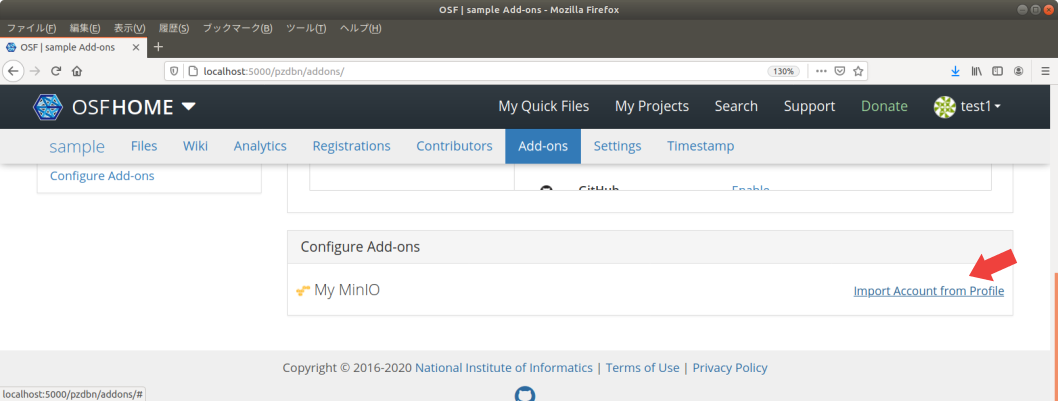 OSF | sample Add-ons - Mozilla Firefox
ファイル(F) 編集(E) 表示(V) 履歴(S) ブックマーク(B) ツール(T) ヘルプ(H)
OSF | sample Add-ons
localhost:5000/pzdbn/addons/ 130%
OSFHOME My Quick Files My Projects Search Support Donate test1
sample Files Wiki Analytics Registrations Contributors Add-ons Settings Timestamp
Configure Add-ons
GitHub Enable
Configure Add-ons
My MinIO Import Account from Profile
Copyright © 2016-2020 National Institute of Informatics | Terms of Use | Privacy Policy
localhost:5000/pzdbn/addons/#